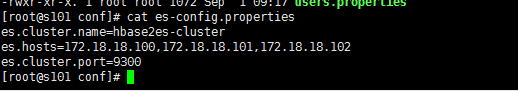 -rwxr-xr-x. 1 root root 1072 Sep  1 09:17 users.properties
[root@s101 conf]# cat es-config.properties
es.cluster.name=hbase2es-cluster
es.hosts=172.18.18.100,172.18.18.101,172.18.18.102
es.cluster.port=9300
[root@s101 conf]#